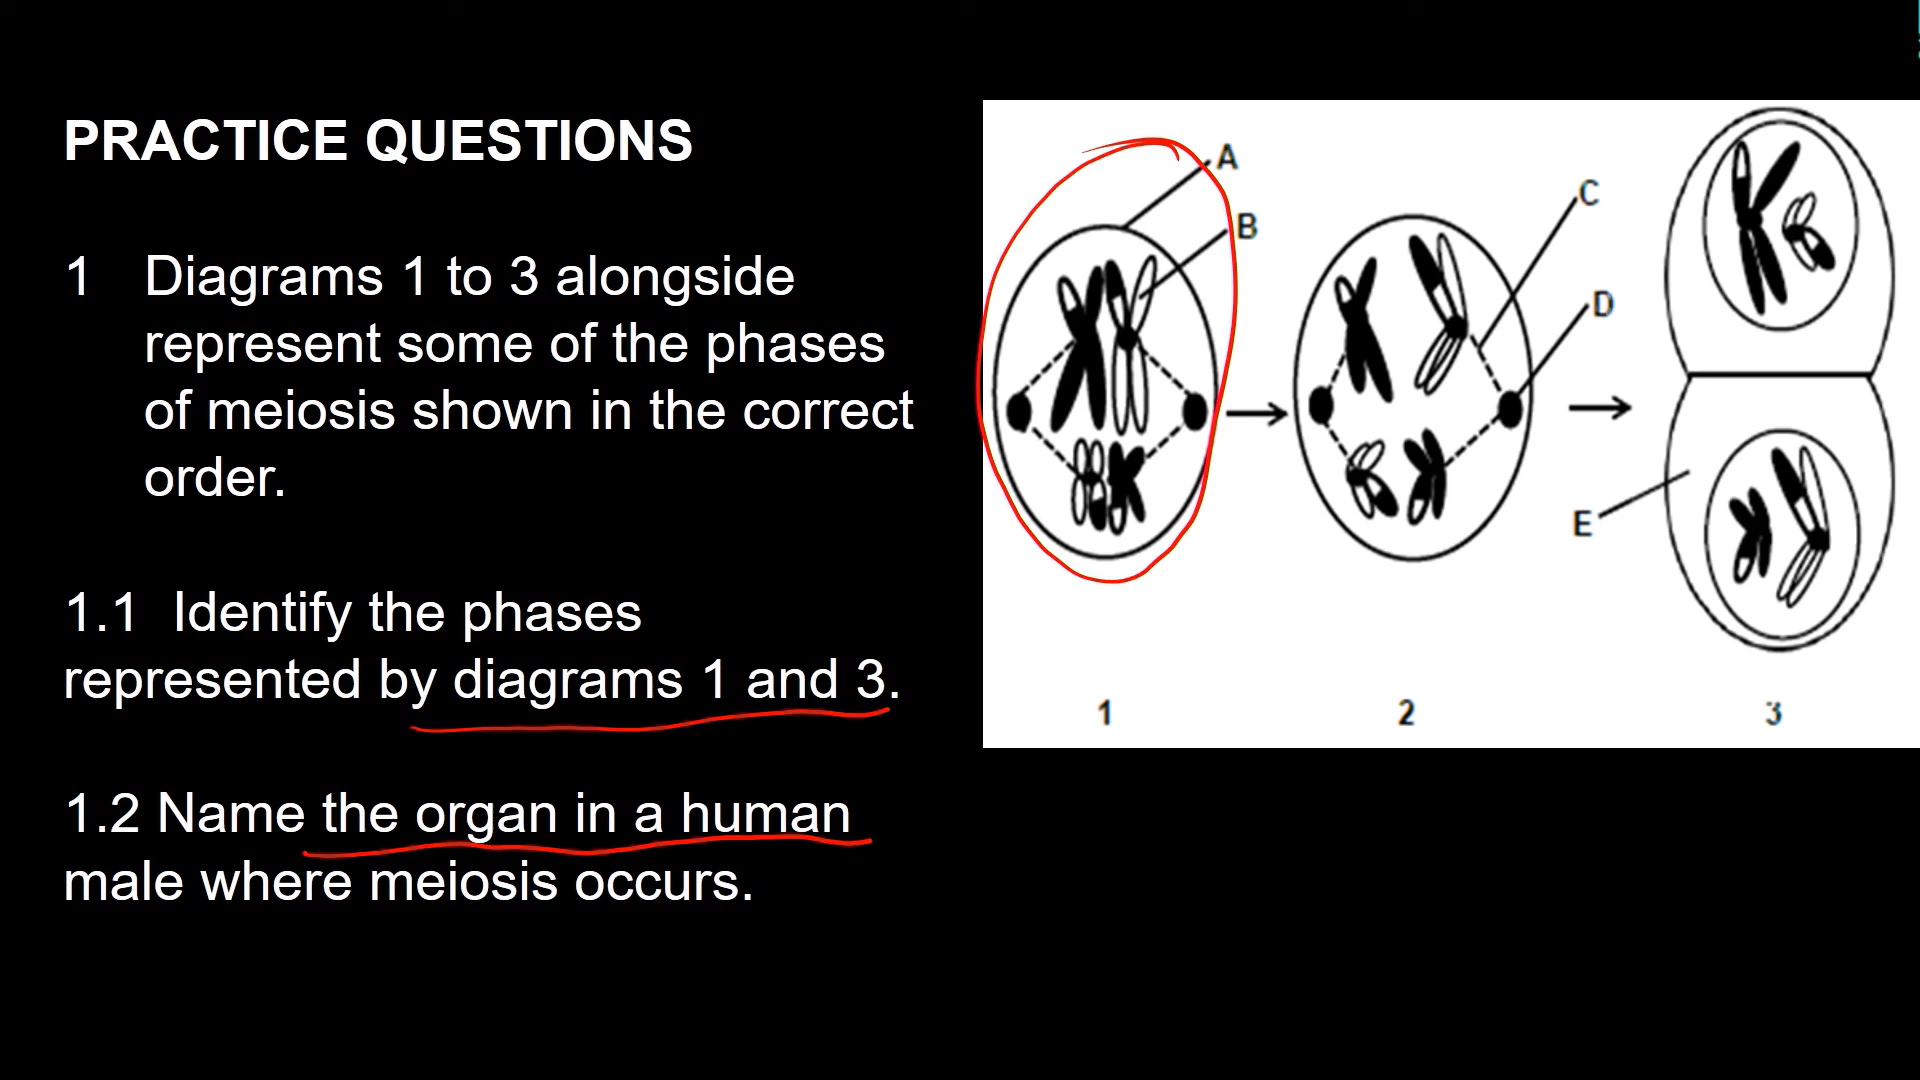 PRACTICE QUESTIONS
1 Diagrams 1 to 3 alongside
represent some of the phases
of meiosis shown in the correct
order.
1.1 Identify the phases
represented by diagrams 1 and 3.
1.2 Name the organ in a human
male where meiosis occurs.
A
B
C
D
E
1
2
3